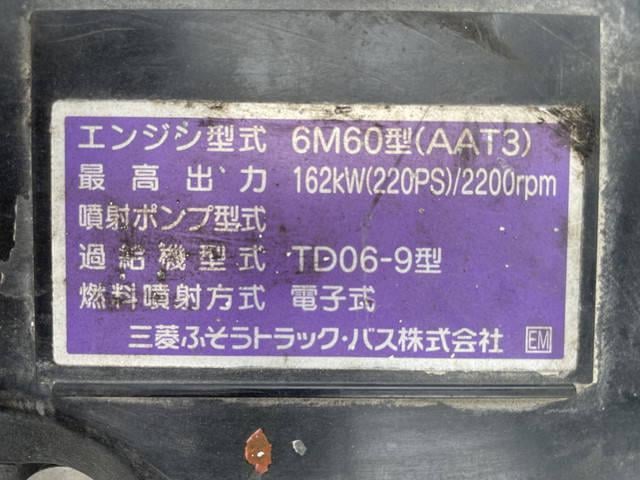 エンジン型式 6M60型(AAT3)
最高出力 162kW(220PS)/2200rpm
噴射ポンプ型式
過給機型式 TD06-9型
燃料噴射方式 電子式
三菱ふそうトラック・バス株式会社 EM